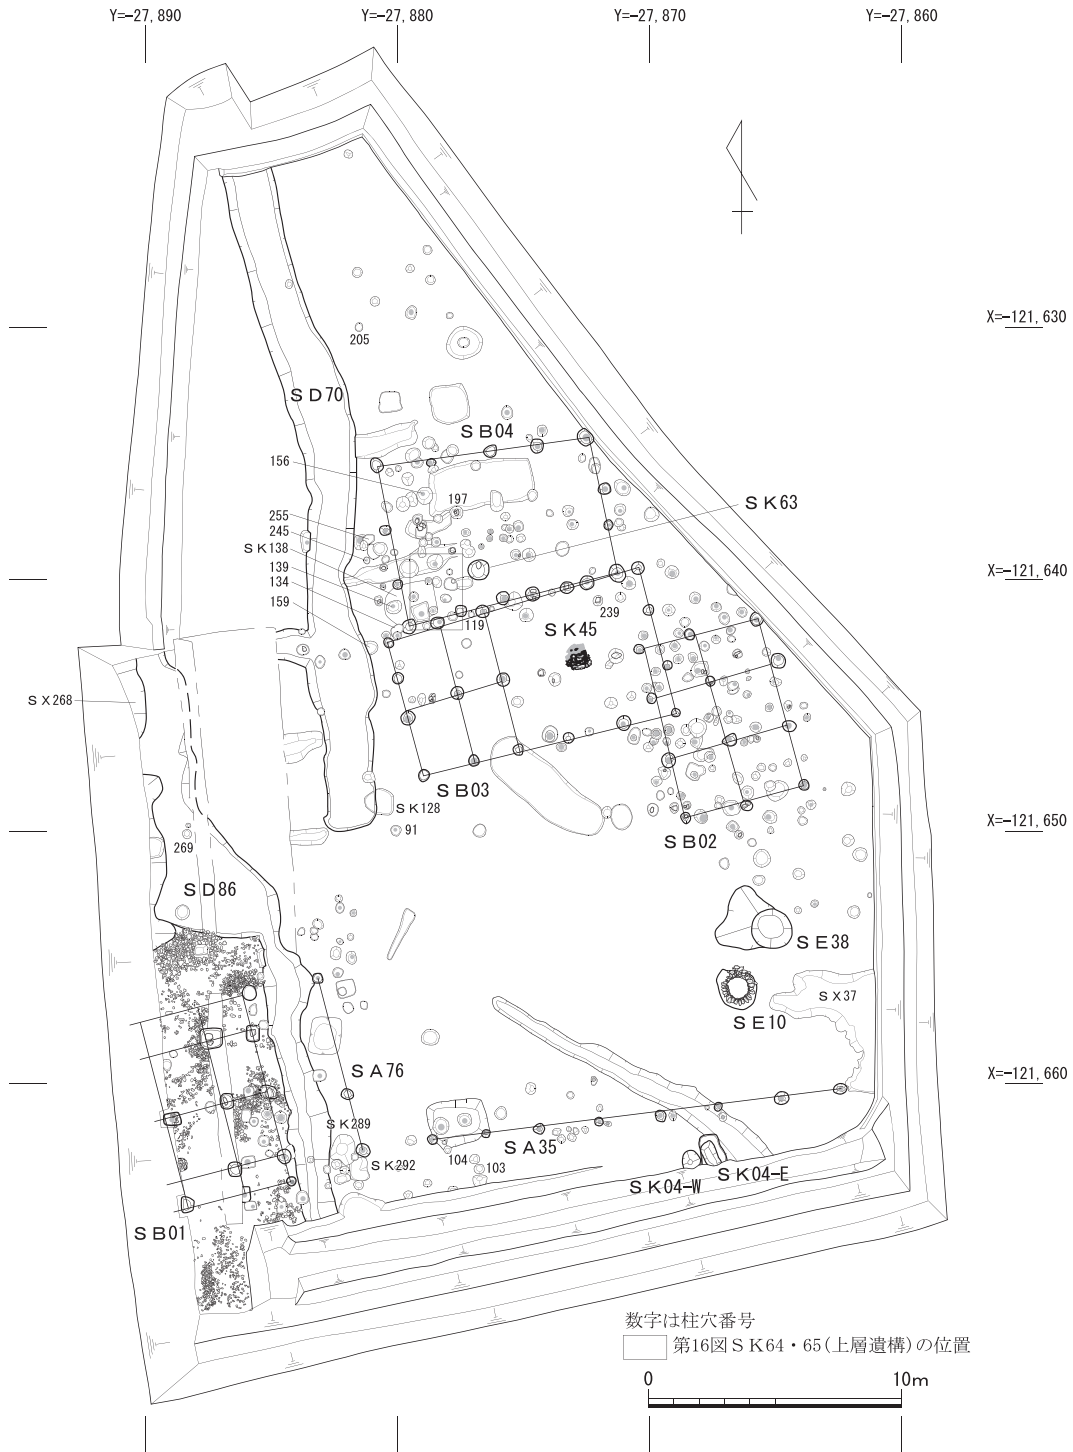 Y=-27,890
Y=-27,880
Y=-27,870
Y=-27,860
X=-121,630
205
SD70
SB04
156
197
SK63
255
245
SK138
139
134
159
X=-121,640
119
239
SK45
SX268
SB03
SK128
91
SB02
X=-121,650
269
SD86
SE38
SX37
SE10
SA76
X=-121,660
SK289
SK292
104
103
SA35
SK04-W
SK04-E
SB01
数字は柱穴番号
第16図SK64・65(上層遺構)の位置
0
10m